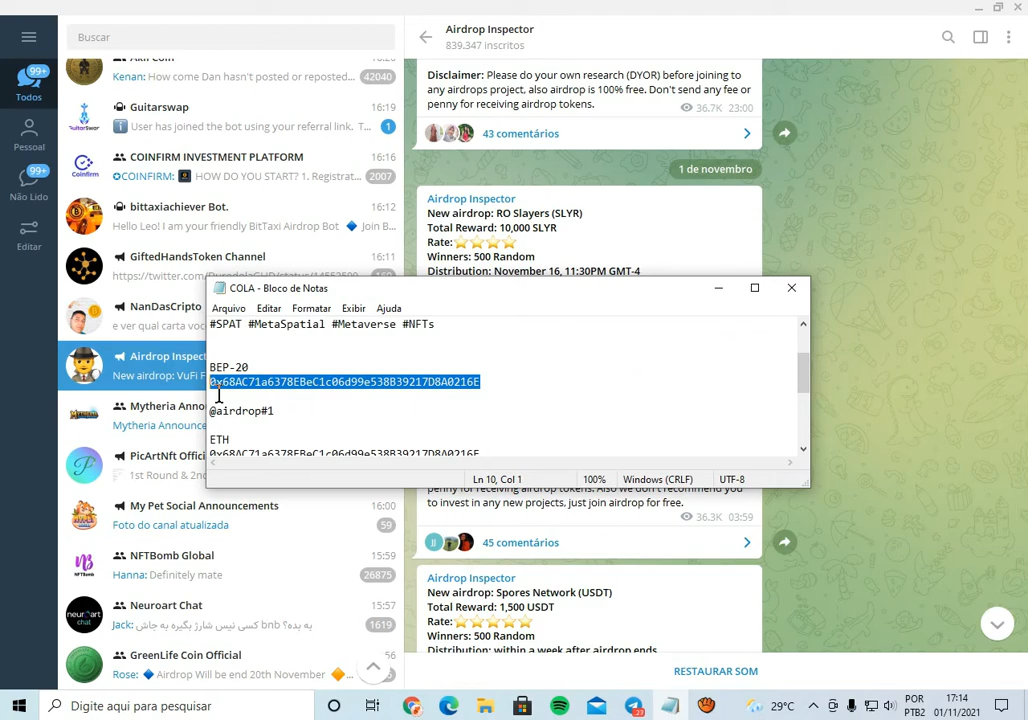 Buscar
Airdrop Inspector
839.347 inscritos
99+
Todos
Pessoal
99+
Não Lido
Editar
Kenan: How come Dan hasn't posted or reposted... 42040
Guitarswap 16:19
User has joined the bot using your referral link. T... 1
COINFIRM INVESTMENT PLATFORM 16:16
✪COINFIRM: HOW DO YOU START? 1. Registrat... 2007
bittaxiachiever Bot. 16:12
Hello Leo! I am your friendly BitTaxi Airdrop Bot 🔷 Join B...
GiftedHandsToken Channel 16:11
NanDasCripto
e ver qual carta voc
Airdrop Inspect
New airdrop: VuFi F
Mytheria Anno
Mytheria Announce
PicArtNft Offici
1st Round & 2nd
My Pet Social Announcements 16:00
Foto do canal atualizada 59
NFTBomb Global 15:59
Hanna: Definitely mate 26875
Neuroart Chat 15:57
Jack: بده؟ bnb کسی نیس شارژ بگیره به جاش 1619
neuroart
chat
GreenLife Coin Official 56
Rose: 🔷 Airdrop Will be end 20th November 🔶...
Disclaimer: Please do your own research (DYOR) before joining to
any airdrops project, also airdrop is 100% free. Don't send any fee or
penny for receiving airdrop tokens. 36.7K 23:00
43 comentários
1 de novembro
Airdrop Inspector
New airdrop: RO Slayers (SLYR)
Total Reward: 10,000 SLYR
Rate:⭐⭐⭐⭐
Winners: 500 Random
Distribution: November 16, 11:30PM GMT-4
COLA - Bloco de Notas
Arquivo Editar Formatar Exibir Ajuda
#SPAT #MetaSpatial #Metaverse #NFTs
BEP-20
0x68AC71a6378EBeC1c06d99e538B39217D8A0216E
@airdrop#1
ETH
0x68AC71a6378EBeC1c06d99e538B39217D8A0216E
Ln 10, Col 1 100% Windows (CRLF) UTF-8
penny for receiving airdrop tokens. Also we don't recommend you
to invest in any new projects, just join airdrop for free.
36.3K 03:59
45 comentários
Airdrop Inspector
New airdrop: Spores Network (USDT)
Total Reward: 1,500 USDT
Rate:⭐⭐⭐⭐⭐
Winners: 500 Random
Distribution: within a week after airdrop ends
RESTAURAR SOM
Digite aqui para pesquisar
29°C
POR
PTB2
17:14
01/11/2021